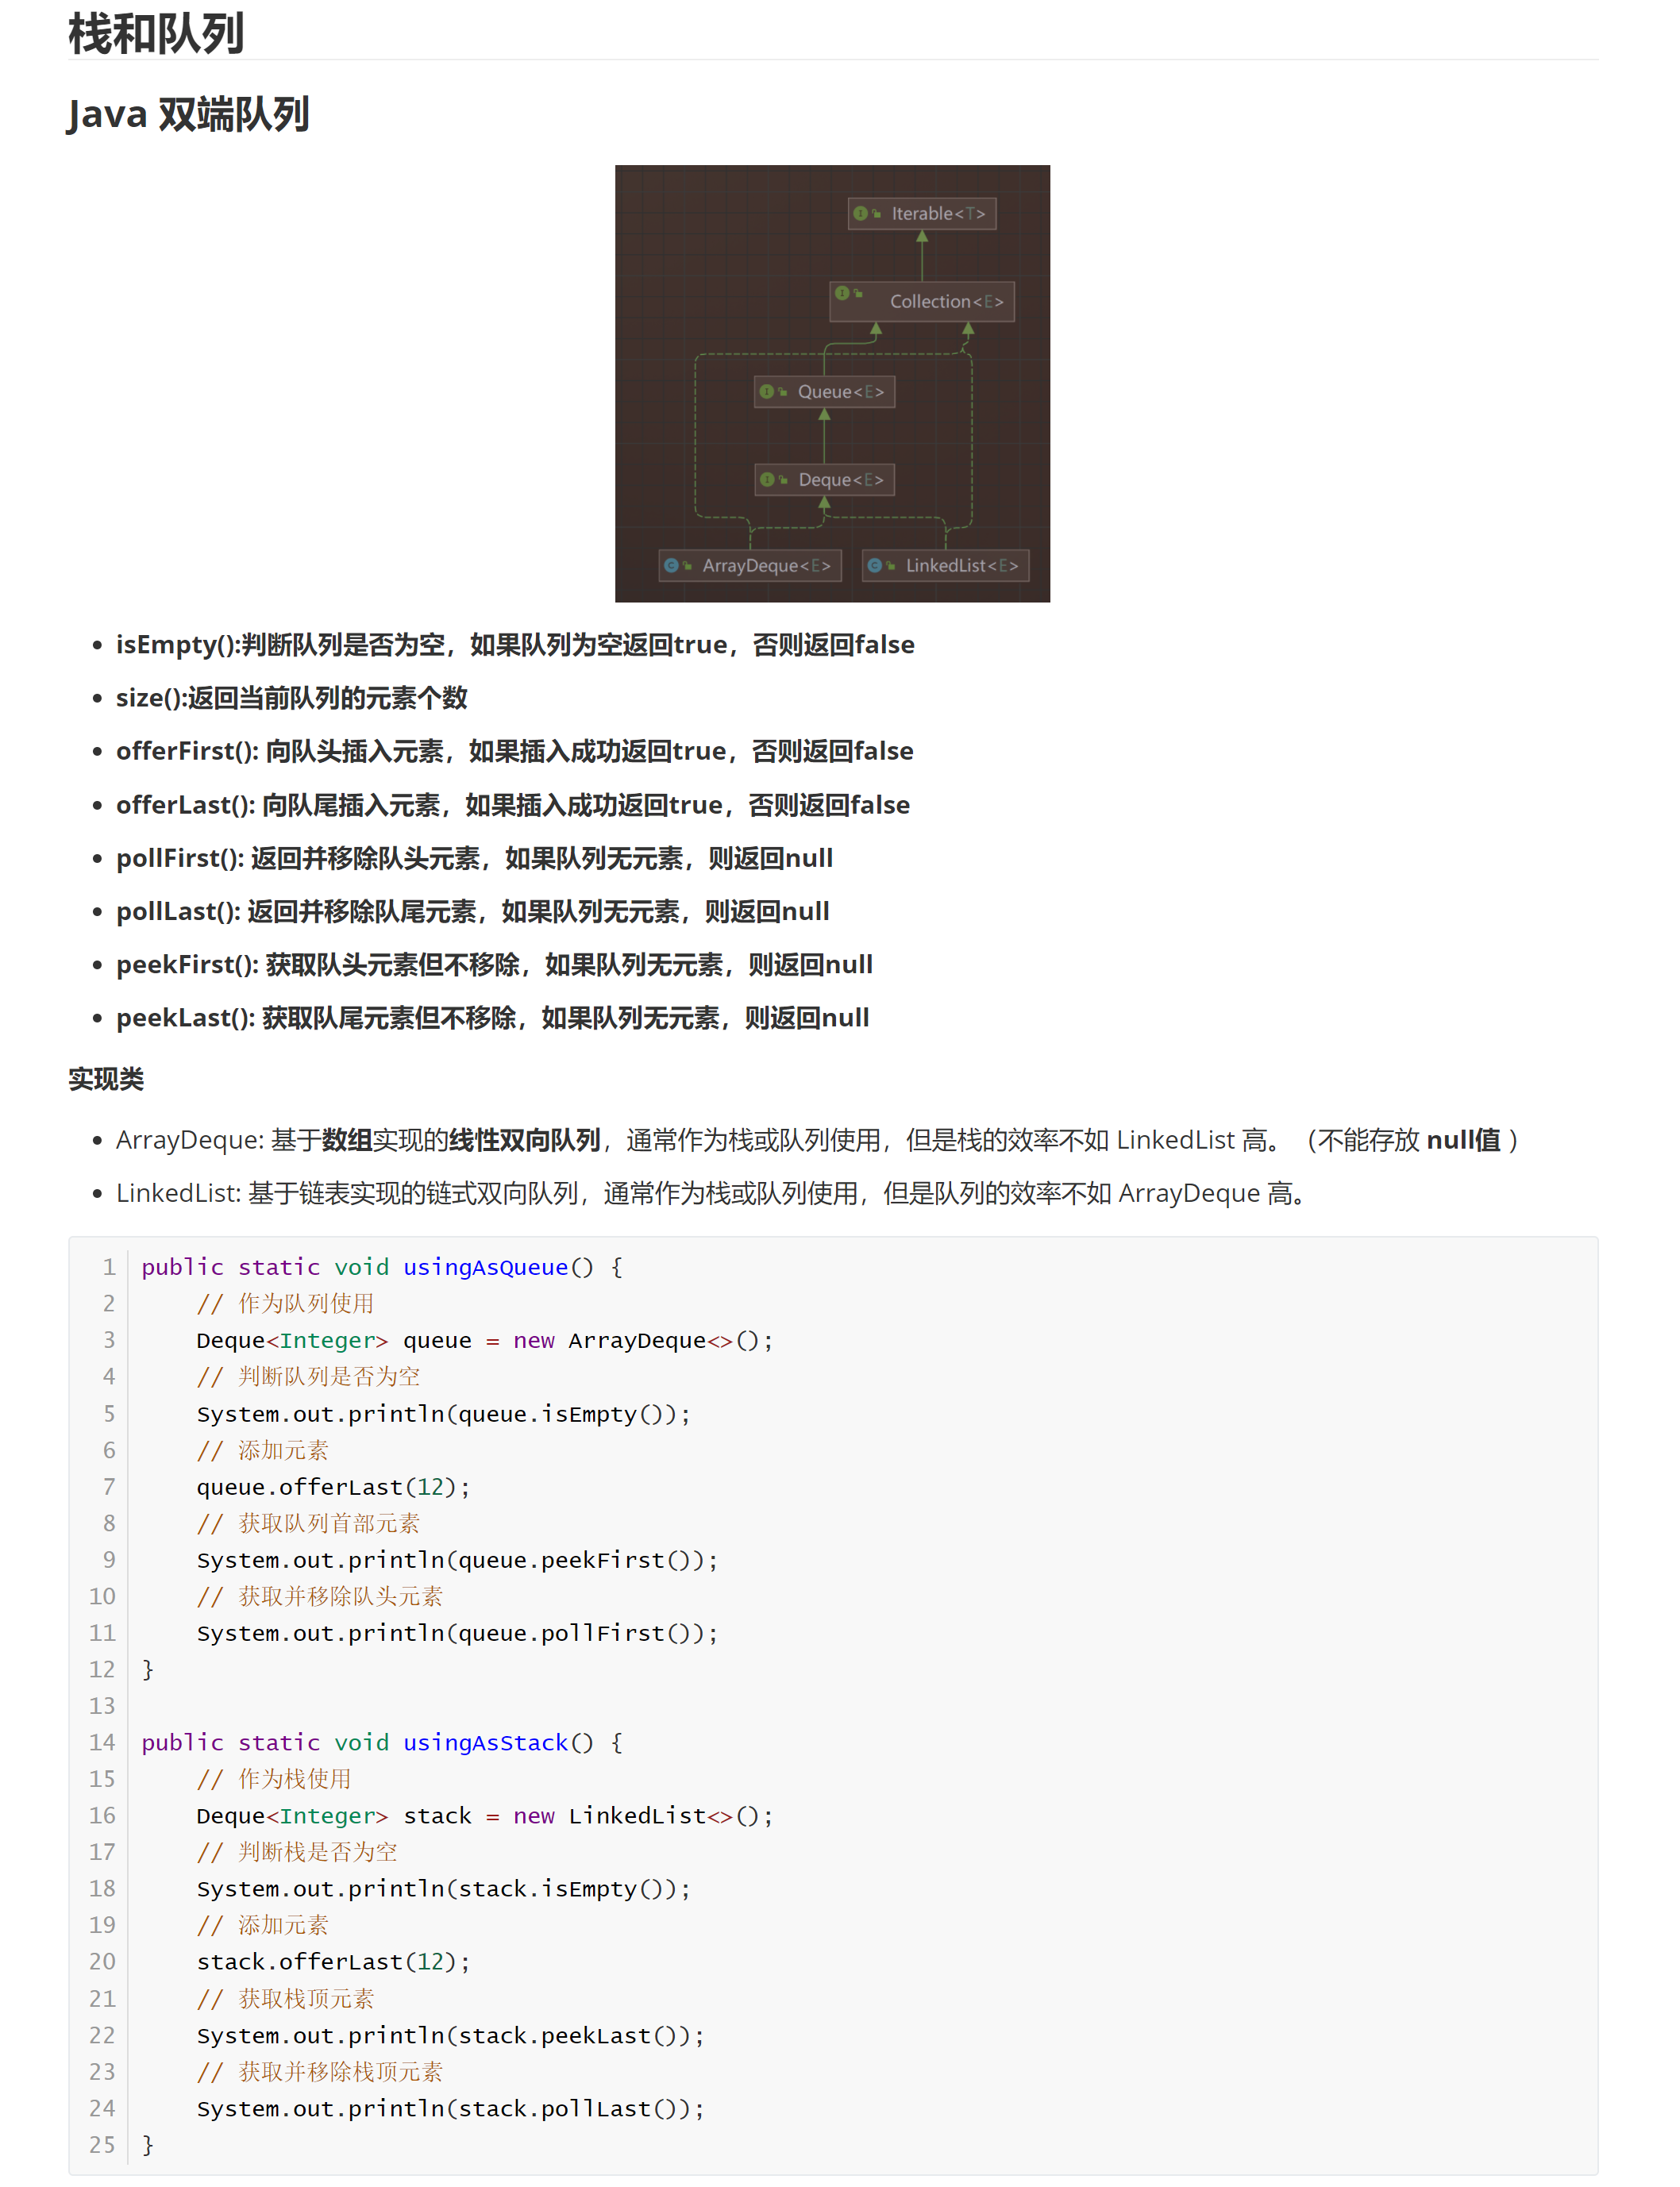 栈和队列
Java 双端队列
Iterable<T>
Collection<E>
Queue<E>
Deque<E>
ArrayDeque<E>
LinkedList<E>
isEmpty():判断队列是否为空，如果队列为空返回true，否则返回false
size():返回当前队列的元素个数
offerFirst(): 向队头插入元素，如果插入成功返回true，否则返回false
offerLast(): 向队尾插入元素，如果插入成功返回true，否则返回false
pollFirst(): 返回并移除队头元素，如果队列无元素，则返回null
pollLast(): 返回并移除队尾元素，如果队列无元素，则返回null
peekFirst(): 获取队头元素但不移除，如果队列无元素，则返回null
peekLast(): 获取队尾元素但不移除，如果队列无元素，则返回null
实现类
ArrayDeque: 基于数组实现的线性双向队列，通常作为栈或队列使用，但是栈的效率不如 LinkedList 高。（不能存放 null值 ）
LinkedList: 基于链表实现的链式双向队列，通常作为栈或队列使用，但是队列的效率不如 ArrayDeque 高。
1 public static void usingAsQueue() {
2     // 作为队列使用
3     Deque<Integer> queue = new ArrayDeque<>();
4     // 判断队列是否为空
5     System.out.println(queue.isEmpty());
6     // 添加元素
7     queue.offerLast(12);
8     // 获取队列首部元素
9     System.out.println(queue.peekFirst());
10     // 获取并移除队头元素
11     System.out.println(queue.pollFirst());
12 }
13
14 public static void usingAsStack() {
15     // 作为栈使用
16     Deque<Integer> stack = new LinkedList<>();
17     // 判断栈是否为空
18     System.out.println(stack.isEmpty());
19     // 添加元素
20     stack.offerLast(12);
21     // 获取栈顶元素
22     System.out.println(stack.peekLast());
23     // 获取并移除栈顶元素
24     System.out.println(stack.pollLast());
25 }